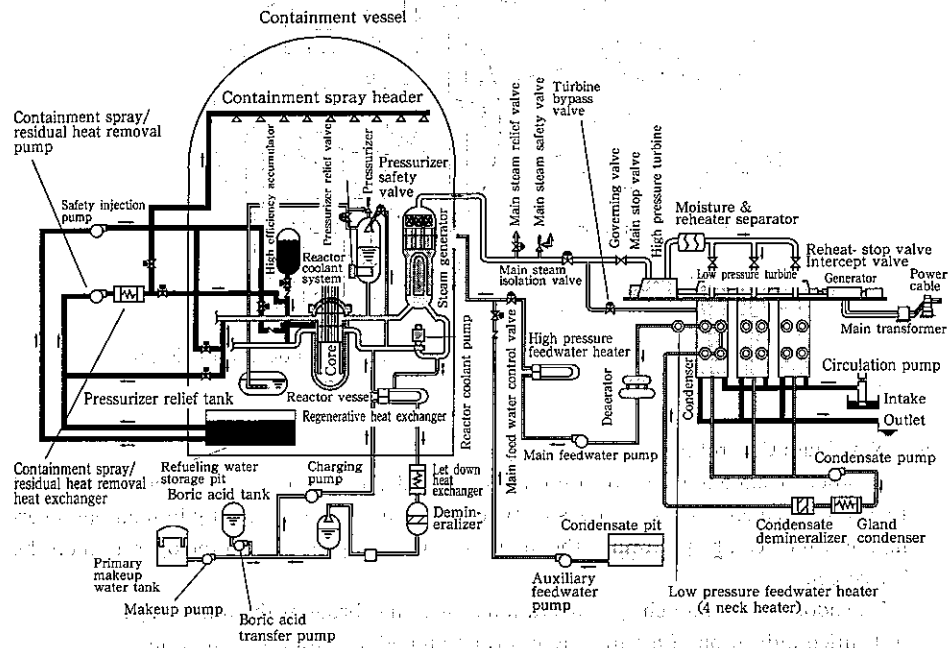 Containment vessel
Containment spray header
Containment spray/
residual heat removal
pump
Safety injection
pump
High efficiency accumulator
Pressurizer relief valve
Pressurizer
Pressurizer
safety
valve
Reactor
coolant
system
Steam generator
Core
Reactor coolant pump
Pressurizer relief tank
Reactor vesse
Regenerative heat exchanger
Containment spray/
residual heat removal
heat exchanger
Refueling water
storage pit
Boric acid tank
Charging
pump
Let down
heat
exchanger
Demin-
eralizer
Primary
makeup
water tank
Makeup pump
Boric acid
transfer pump
Main steam relief valve
Main steam safety valve
Turbine
bypass
valve
Main steam
isolation valve
Governing valve
Main stop valve
High pressure turbine
Moisture &
reheater separator
Reheat-stop valve
Intercept valve
Low pressure turbine
Generator
Power
cable
Main transformer
Main feed water control valve
High pressure
feedwater heater
Deaerator
Condenser
Circulation pump
Intake
Outlet
Main feedwater pump
Condensate pump
Condensate
demineralizer
Gland
condenser
Condensate pit
Auxiliary
feedwater
pump
Low pressure feedwater heater
(4 neck heater)